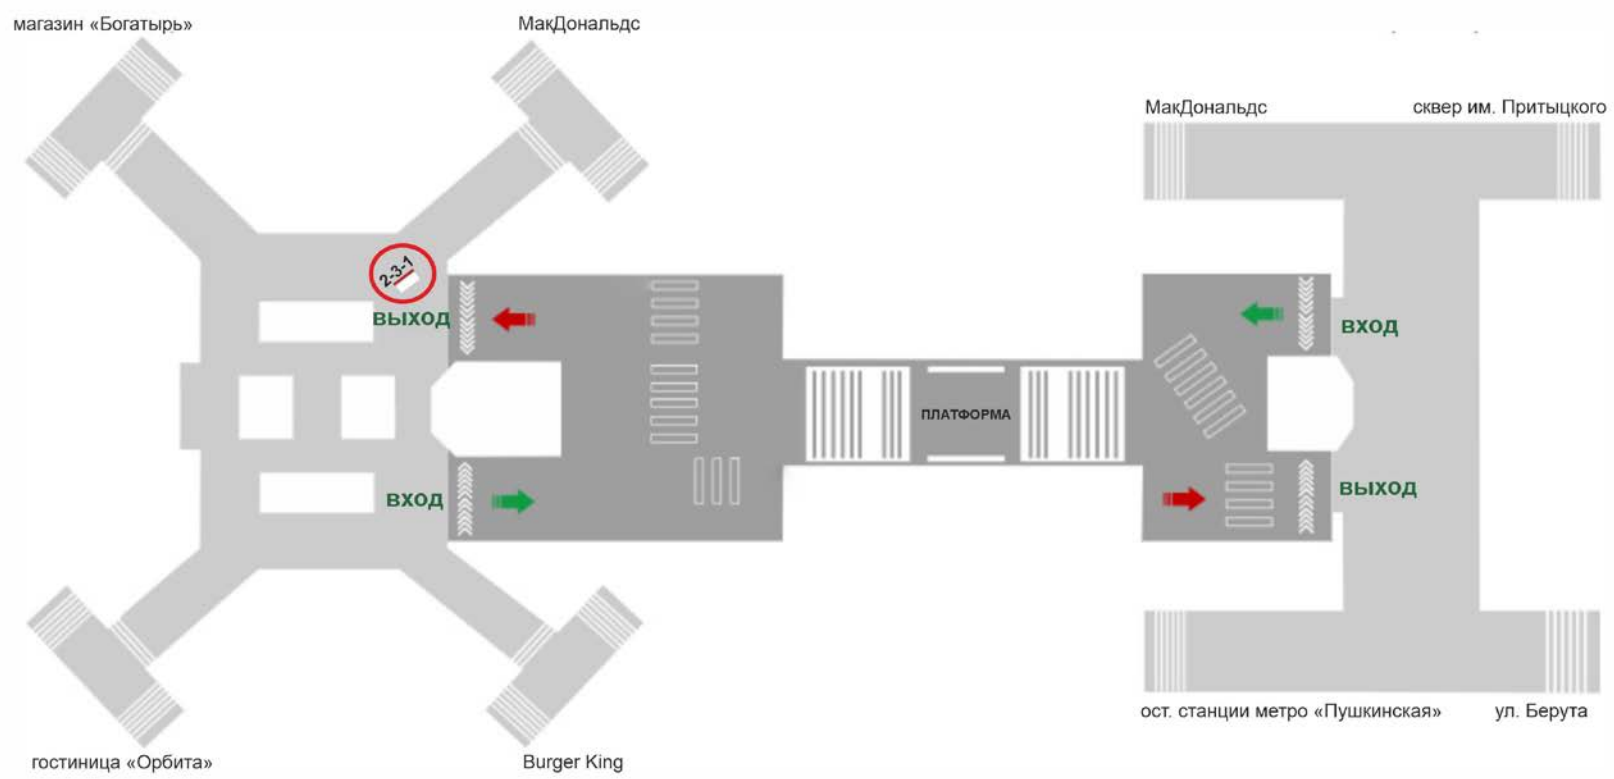 магазин «Богатырь»
МакДональдс
МакДональдс
сквер им. Притыцкого
2-3-1
ВЫХОД
ВХОД
ПЛАТФОРМА
ВХОД
ВЫХОД
ост. станции метро «Пушкинская»
ул. Берута
гостиница «Орбита»
Burger King